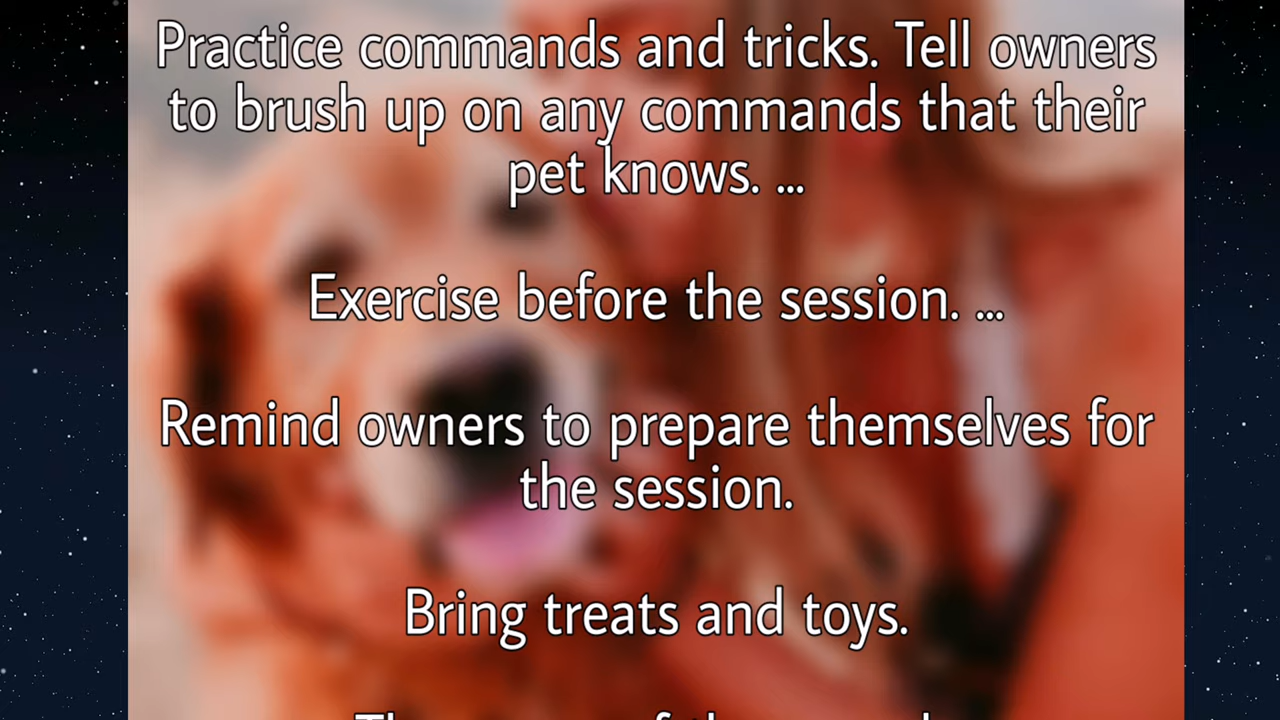 Practice commands and tricks. Tell owners
to brush up on any commands that their
pet knows. ...
Exercise before the session. ...
Remind owners to prepare themselves for
the session.
Bring treats and toys.